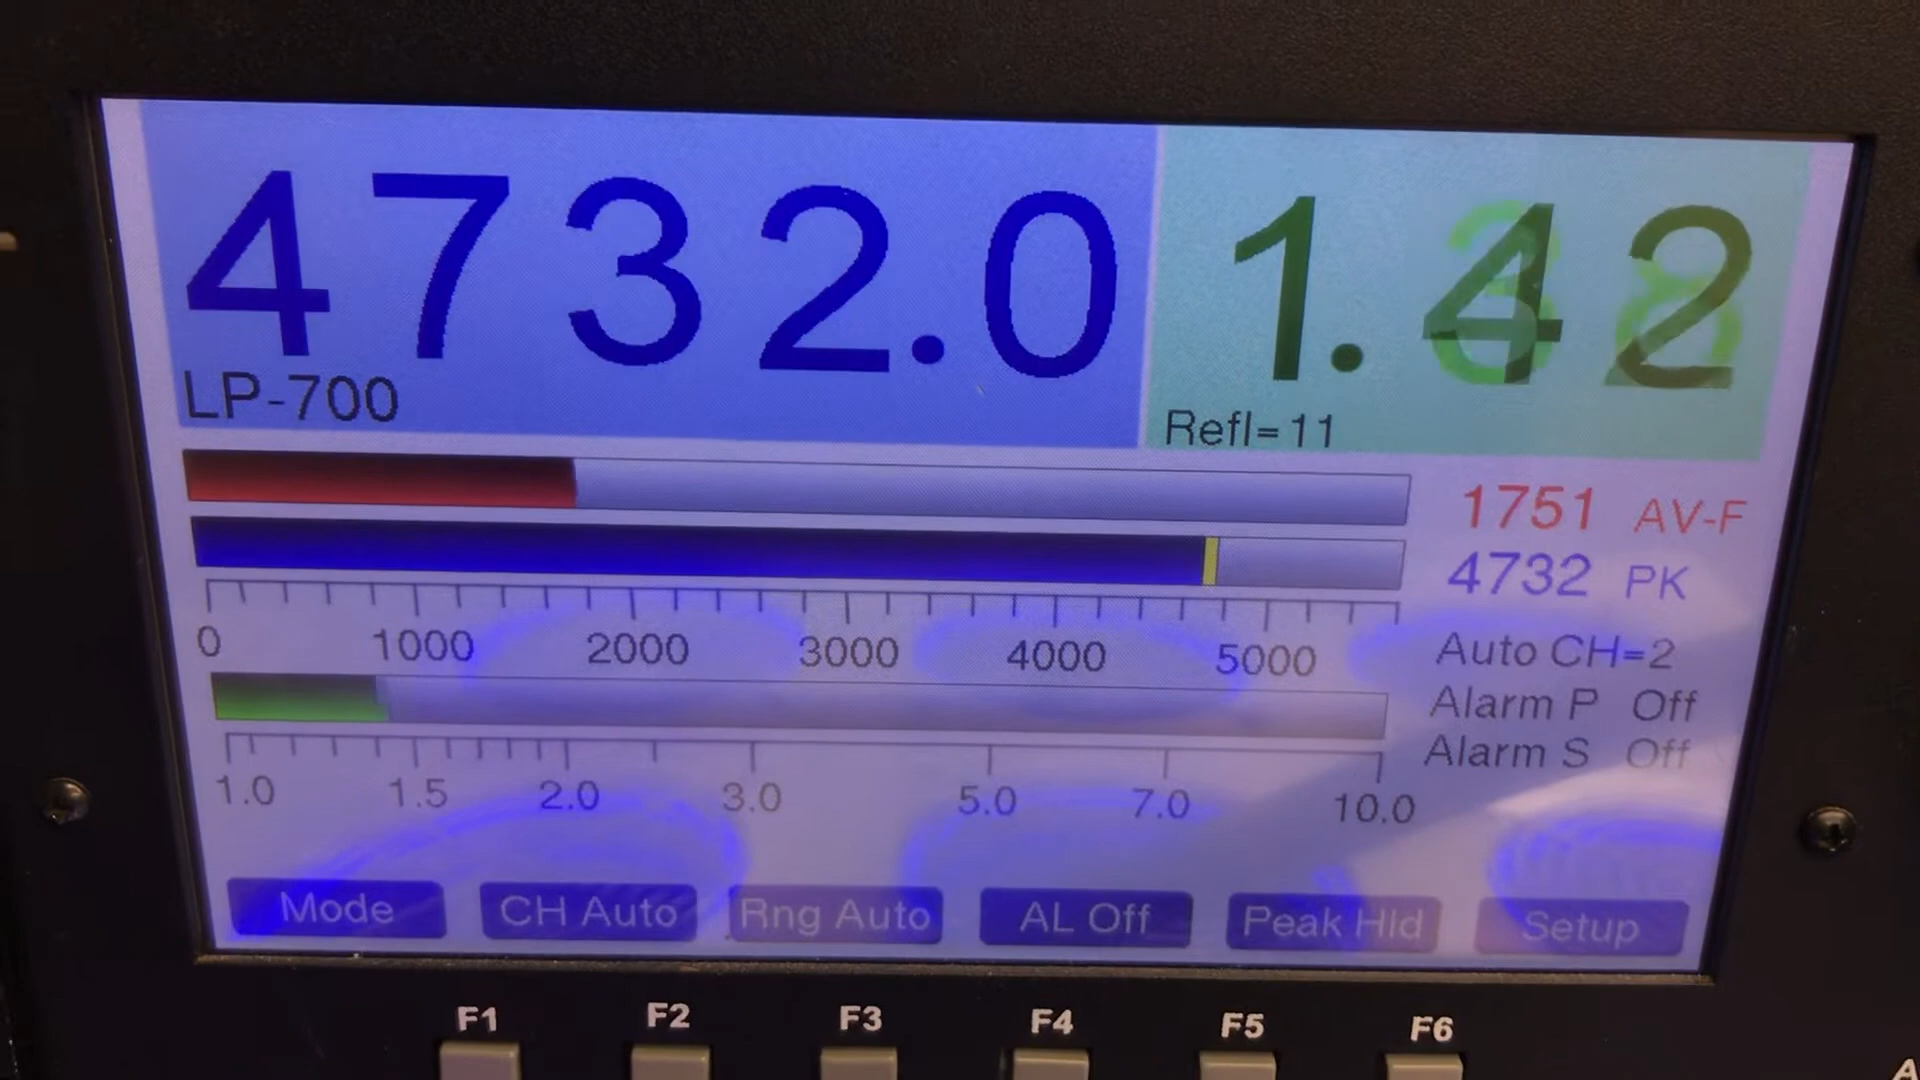 4732.0
1.42
LP-700
Refl=11
1751 AV-F
4732 PK
0 1000 2000 3000 4000 5000
Auto CH=2
Alarm P Off
Alarm S Off
1.0 1.5 2.0 3.0 5.0 7.0 10.0
Mode CH Auto Rng Auto AL Off Peak Hld Setup
F1 F2 F3 F4 F5 F6